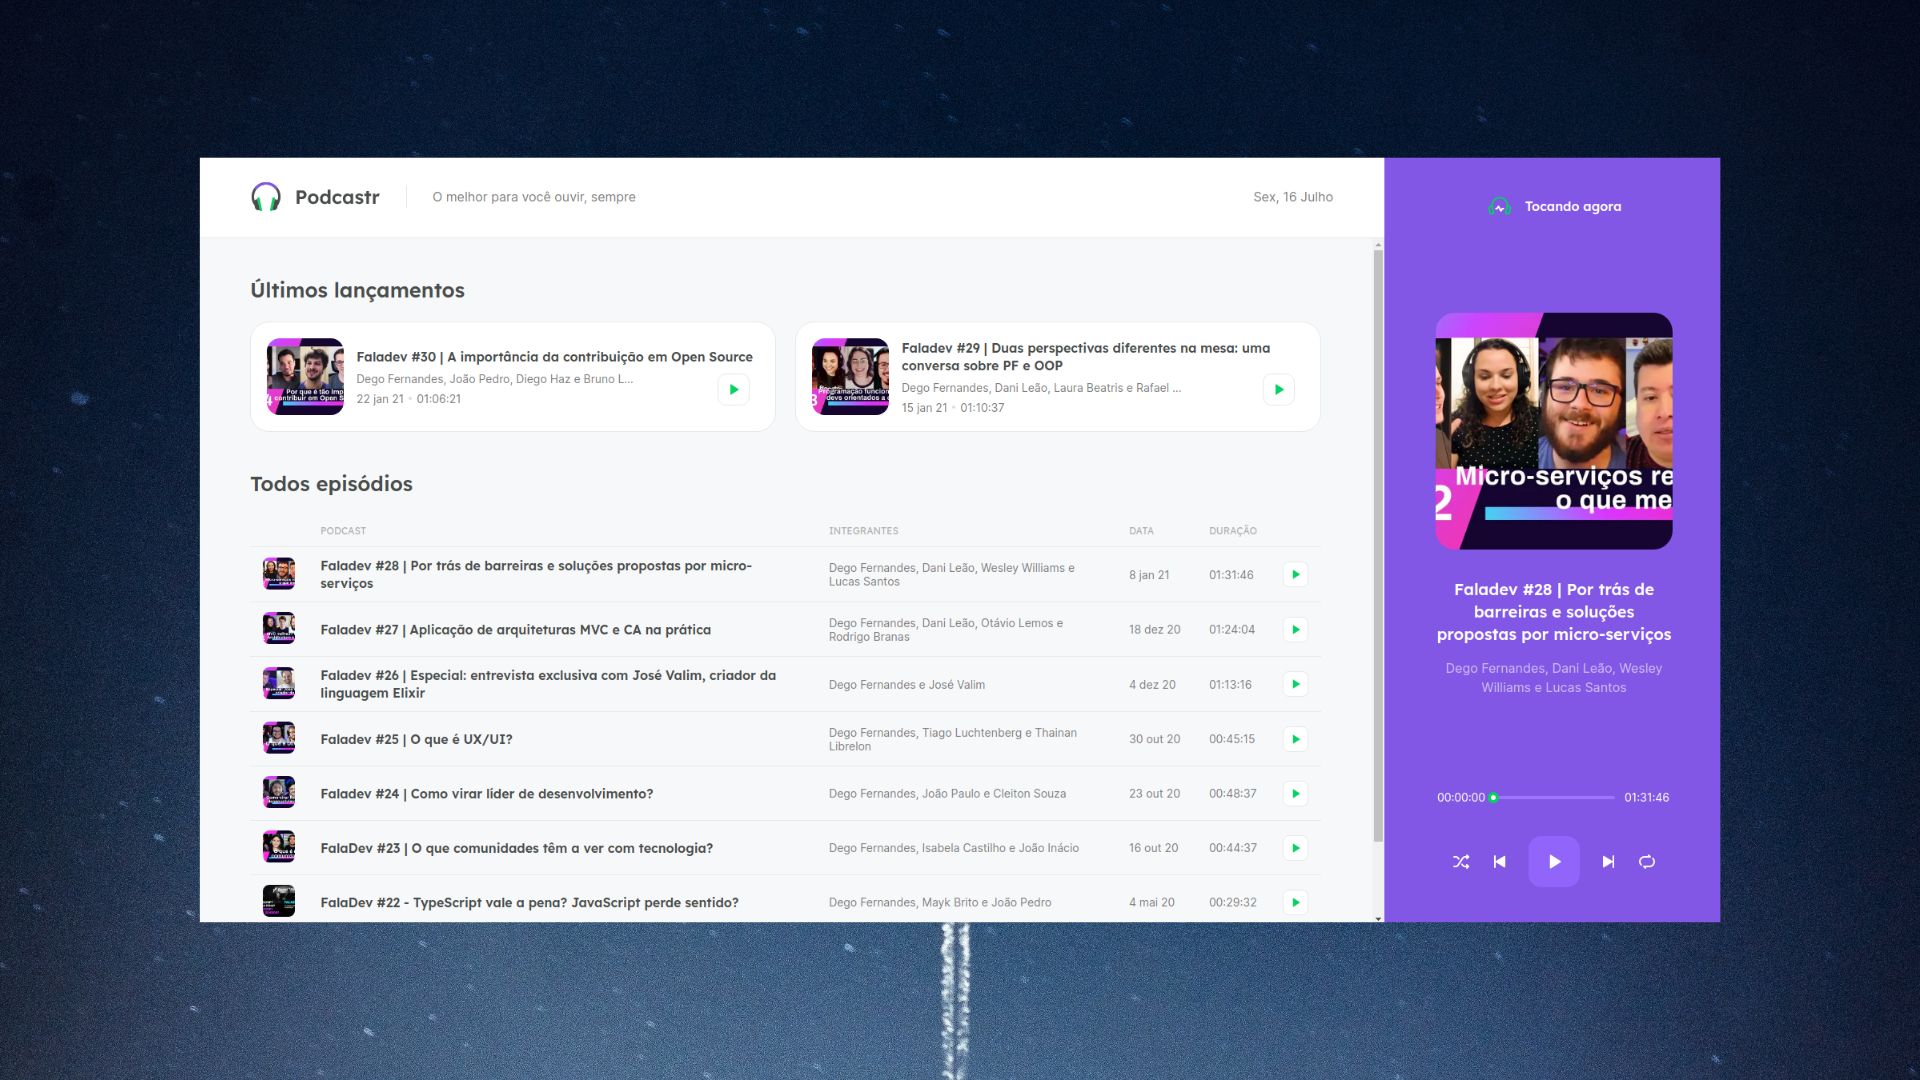 Podcastr
O melhor para você ouvir, sempre
Sex, 16 Julho
Últimos lançamentos
Faladev #30 | A importância da contribuição em Open Source
Dego Fernandes, João Pedro, Diego Haz e Bruno L...
22 jan 21 • 01:06:21
Faladev #29 | Duas perspectivas diferentes na mesa: uma
conversa sobre PF e OOP
Dego Fernandes, Dani Leão, Laura Beatris e Rafael ...
15 jan 21 • 01:10:37
Todos episódios
PODCAST INTEGRANTES DATA DURAÇÃO
Faladev #28 | Por trás de barreiras e soluções propostas por micro-
serviços
Dego Fernandes, Dani Leão, Wesley Williams e
Lucas Santos
8 jan 21
01:31:46
Faladev #27 | Aplicação de arquiteturas MVC e CA na prática
Dego Fernandes, Dani Leão, Otávio Lemos e
Rodrigo Branas
18 dez 20
01:24:04
Faladev #26 | Especial: entrevista exclusiva com José Valim, criador da
linguagem Elixir
Dego Fernandes e José Valim
4 dez 20
01:13:16
Faladev #25 | O que é UX/UI?
Dego Fernandes, Tiago Luchtenberg e Thainan
Librelon
30 out 20
00:45:15
Faladev #24 | Como virar líder de desenvolvimento?
Dego Fernandes, João Paulo e Cleiton Souza
23 out 20
00:48:37
FalaDev #23 | O que comunidades têm a ver com tecnologia?
Dego Fernandes, Isabela Castilho e João Inácio
16 out 20
00:44:37
FalaDev #22 - TypeScript vale a pena? JavaScript perde sentido?
Dego Fernandes, Mayk Brito e João Pedro
4 mai 20
00:29:32
Tocando agora
Micro-serviços re
2 o que me
Faladev #28 | Por trás de
barreiras e soluções
propostas por micro-serviços
Dego Fernandes, Dani Leão, Wesley
Williams e Lucas Santos
00:00:00 01:31:46